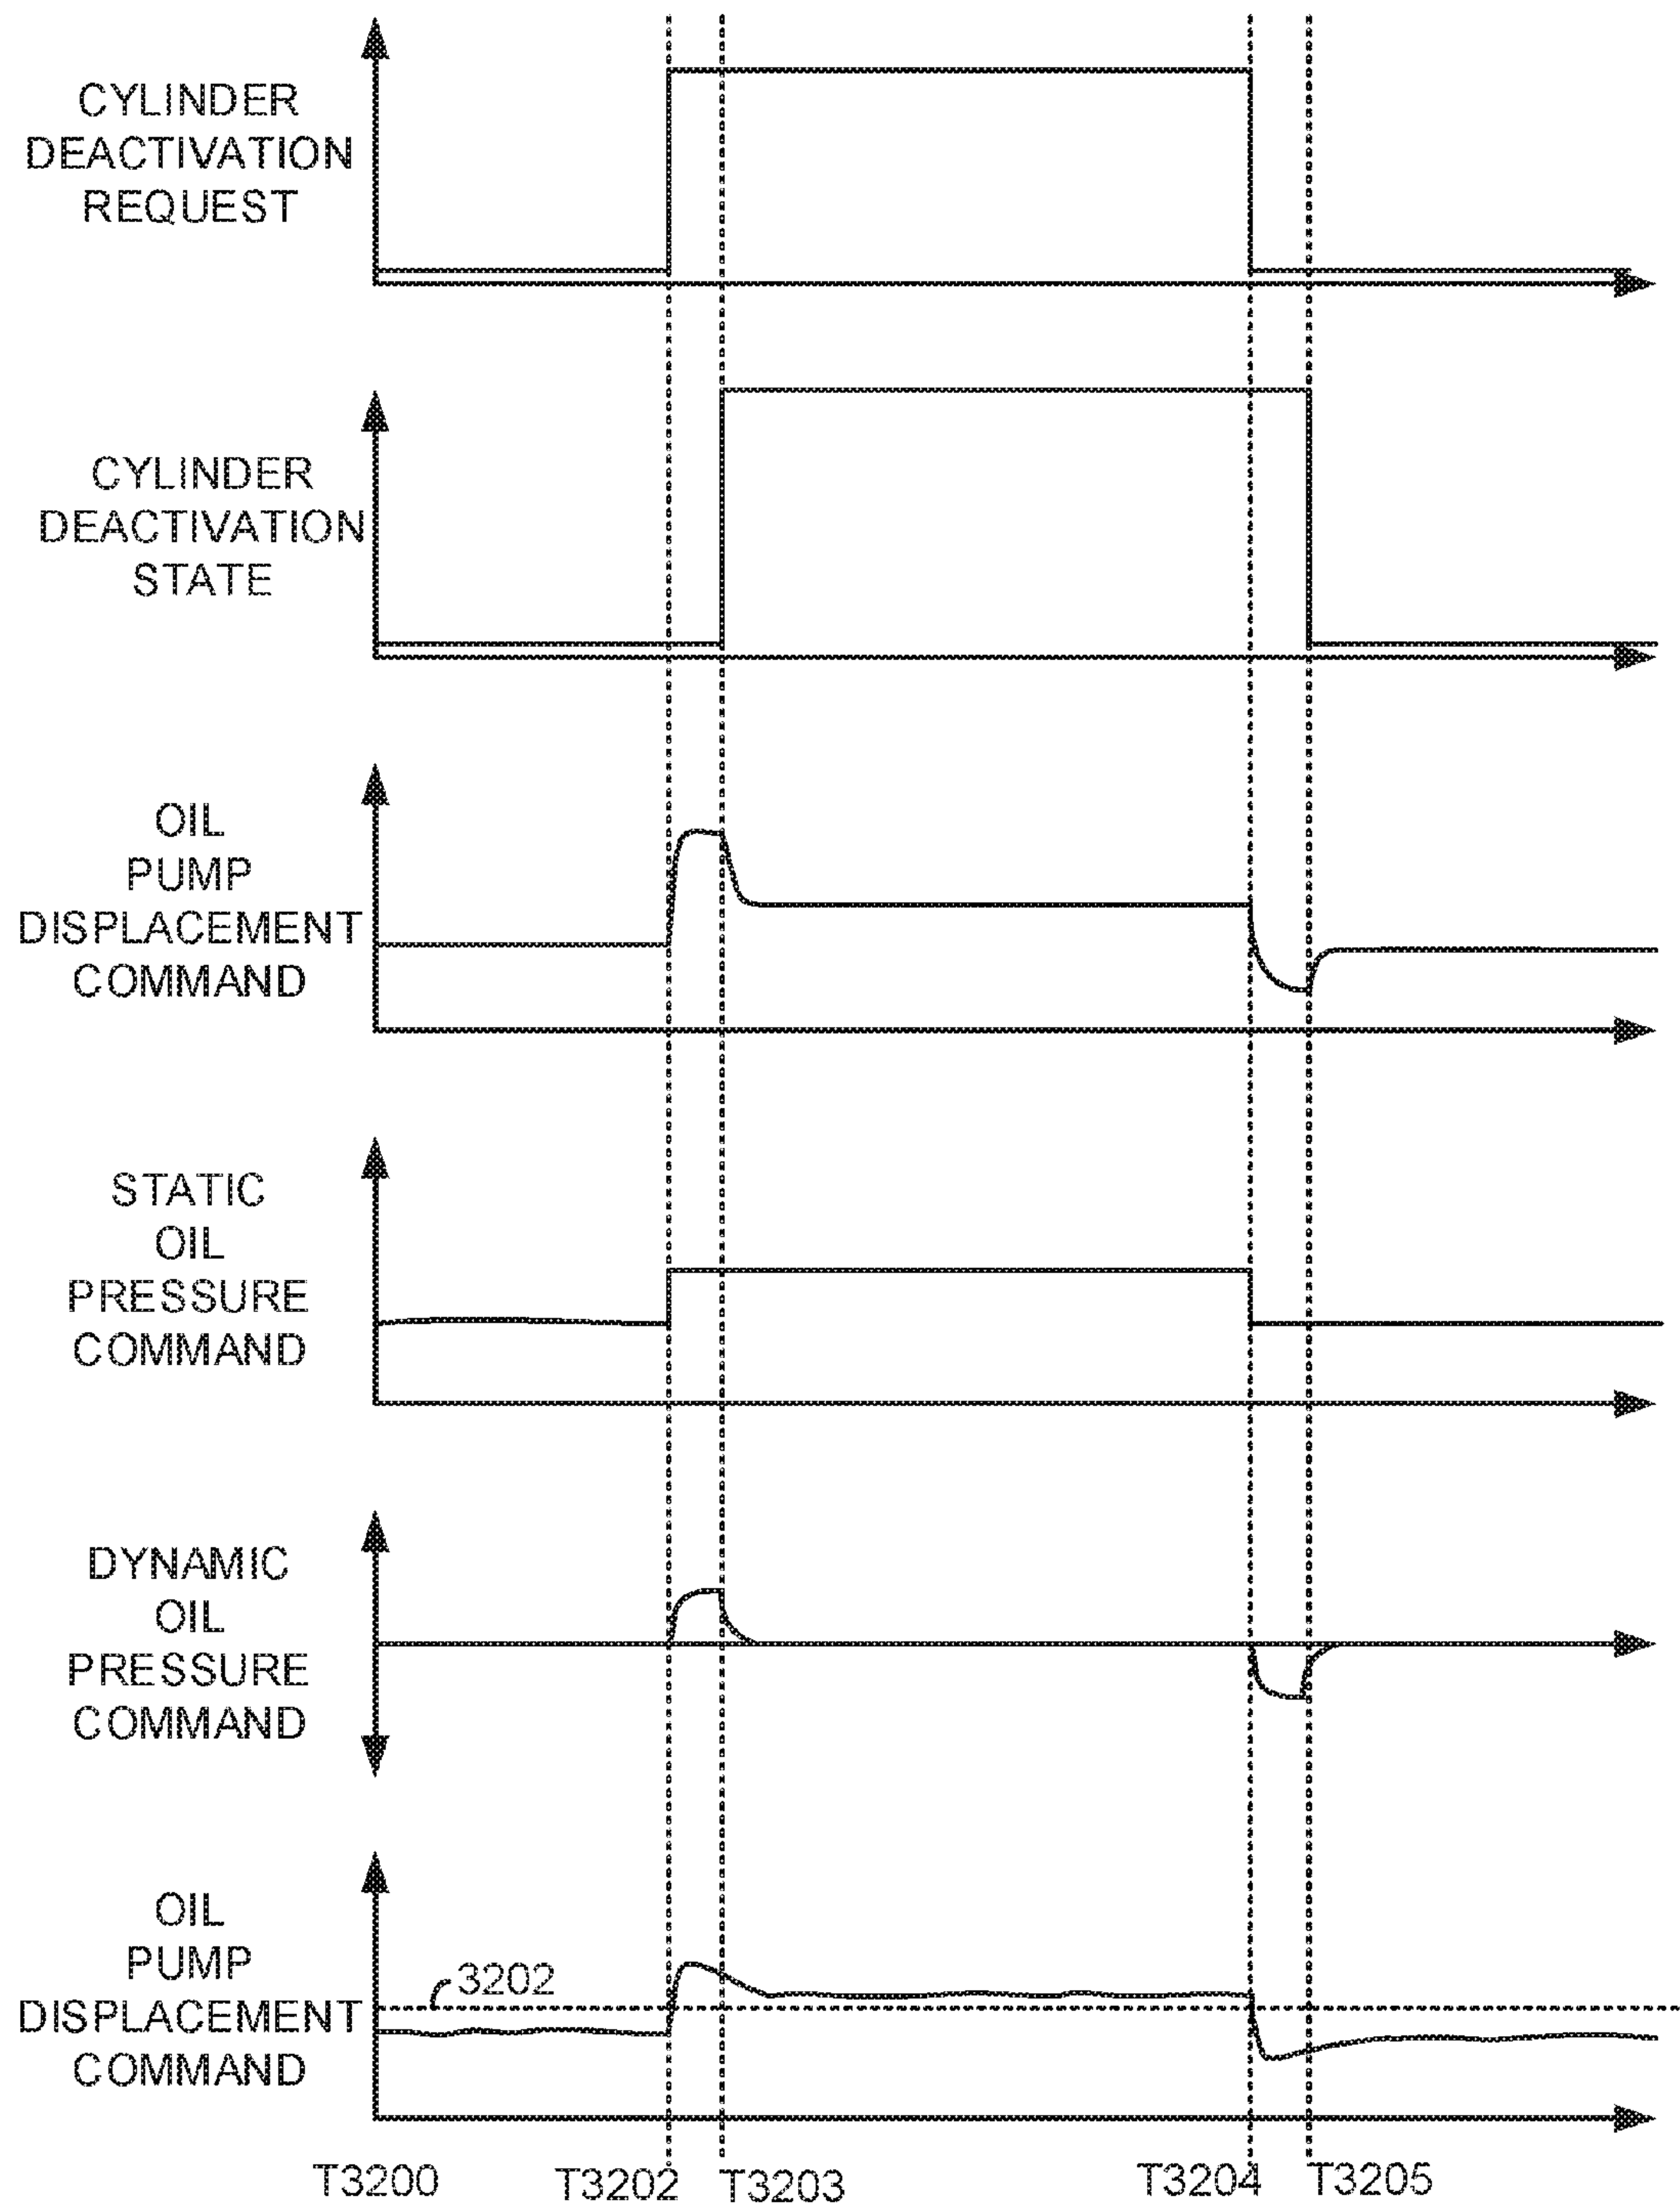 CYLINDER
DEACTIVATION
REQUEST
CYLINDER
DEACTIVATION
STATE
OIL
PUMP
DISPLACEMENT
COMMAND
STATIC
OIL
PRESSURE
COMMAND
DYNAMIC
OIL
PRESSURE
COMMAND
OIL
PUMP
DISPLACEMENT
COMMAND
3202
T3200 T3202 T3203 T3204 T3205